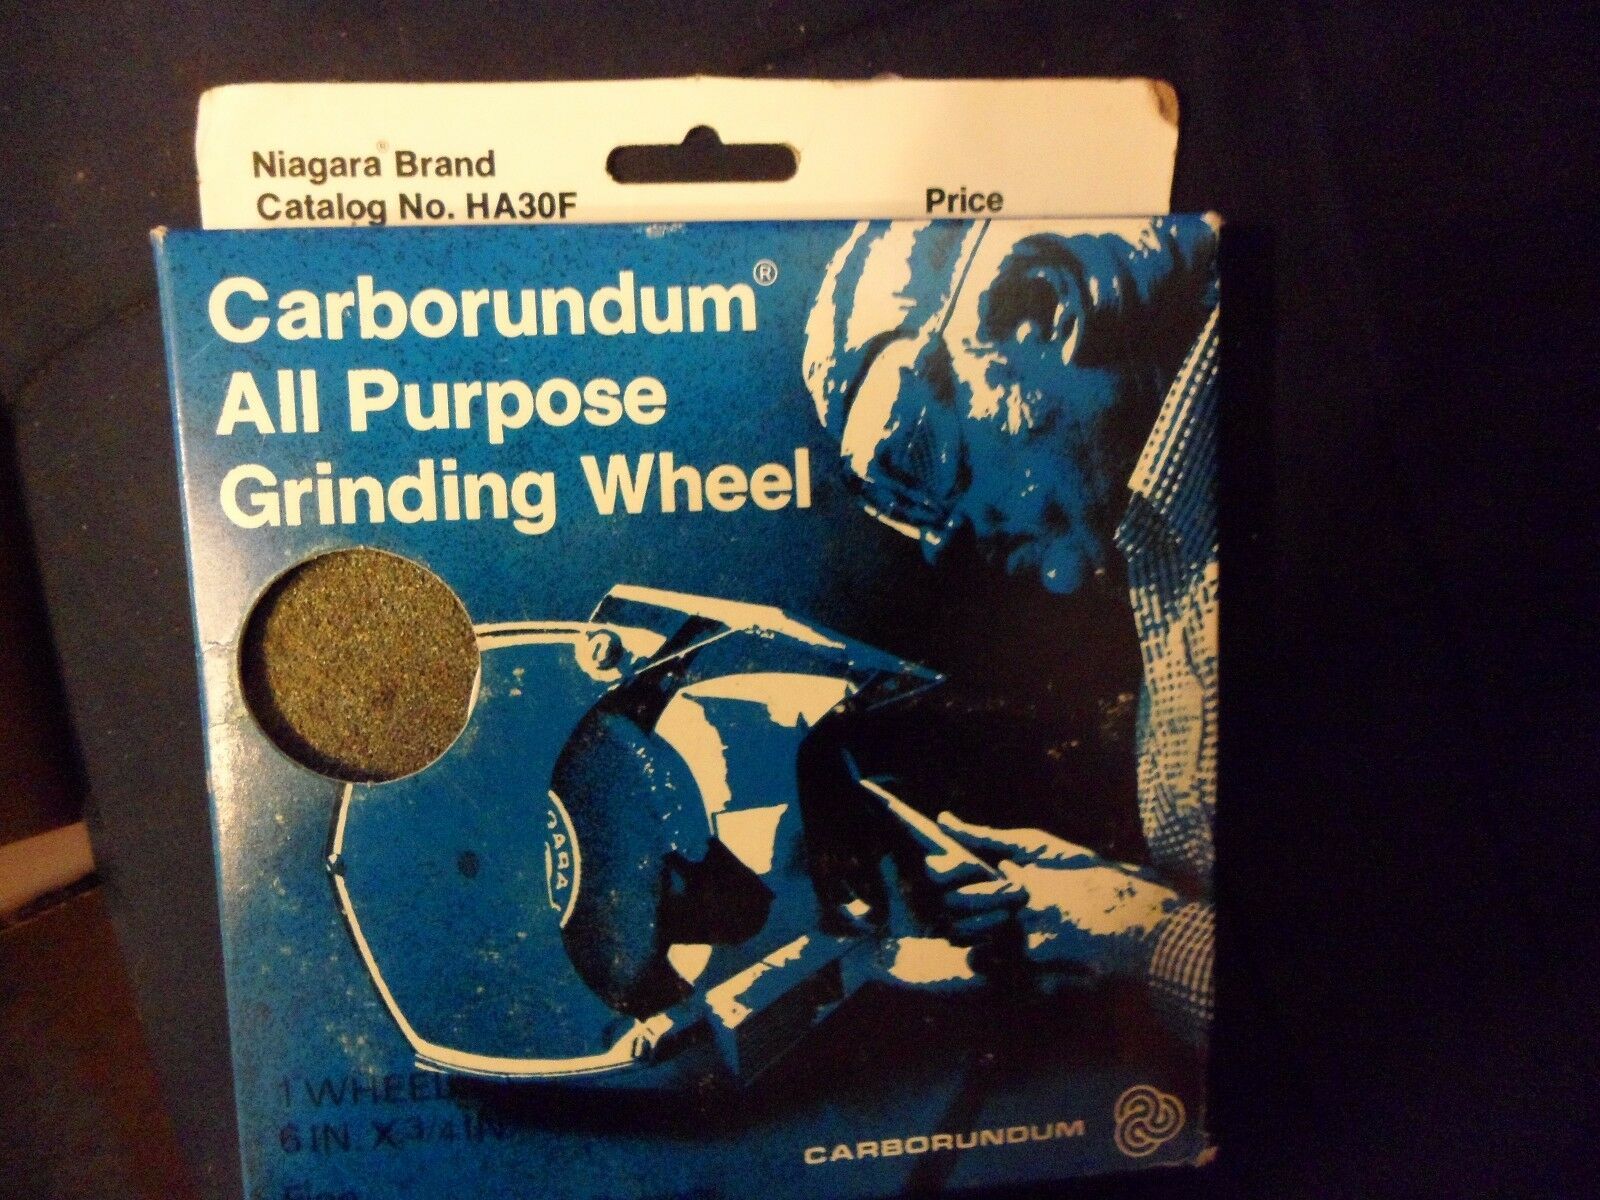 Niagara® Brand
Catalog No. HA30F
Price
Carborundum®
All Purpose
Grinding Wheel
1 WHEEL
6 IN. X 3/4 IN.
CARBORUNDUM